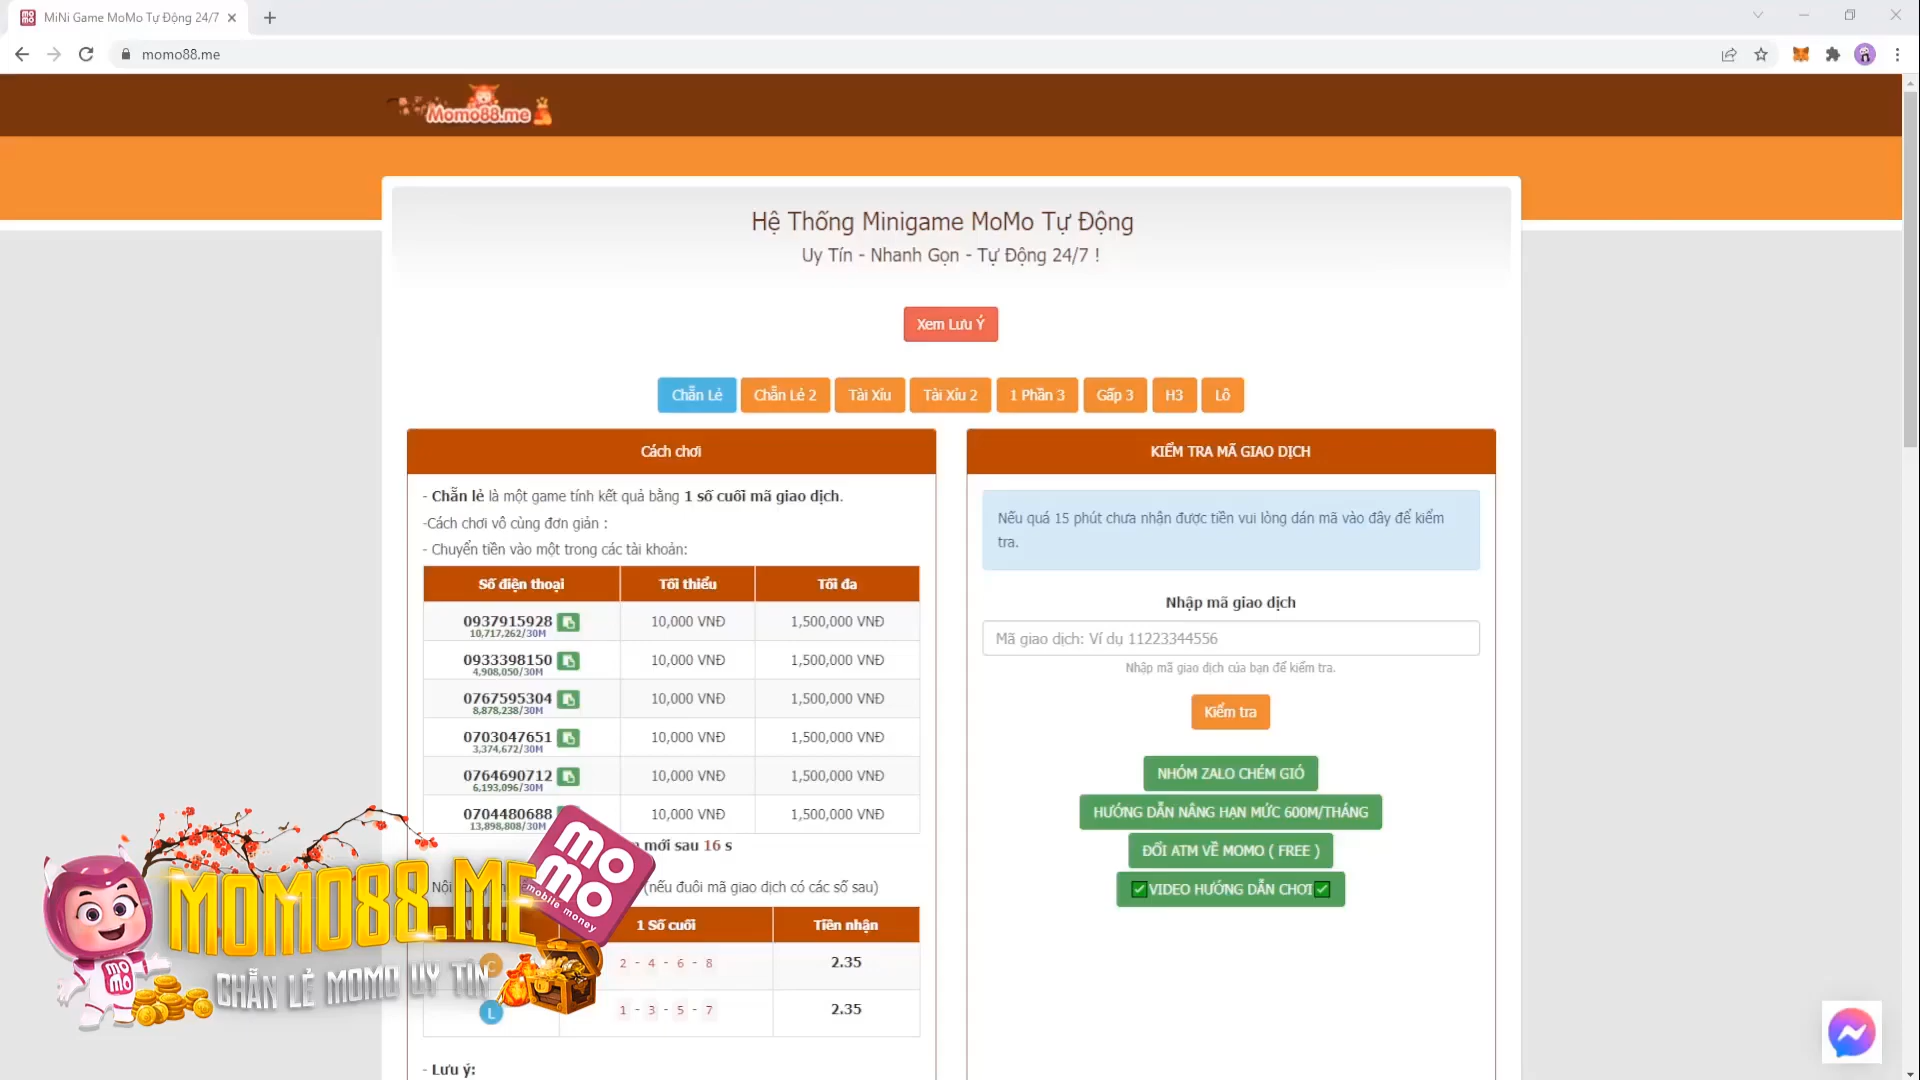 MiNi Game MoMo Tự Động 24/7
momo88.me
Momo88.me
Hệ Thống Minigame MoMo Tự Động
Uy Tín - Nhanh Gọn - Tự Động 24/7 !
Xem Lưu Ý
Chẵn Lẻ Chẵn Lẻ 2 Tài Xỉu Tài Xỉu 2 1 Phần 3 Gấp 3 H3 Lô
Cách chơi
- Chẵn lẻ là một game tính kết quả bằng 1 số cuối mã giao dịch.
-Cách chơi vô cùng đơn giản :
- Chuyển tiền vào một trong các tài khoản:
Số điện thoại Tối thiểu Tối đa
0937915928 10,000 VNĐ 1,500,000 VNĐ
10,717,262/30M
0933398150 10,000 VNĐ 1,500,000 VNĐ
4,908,050/30M
0767595304 10,000 VNĐ 1,500,000 VNĐ
8,878,238/30M
0703047651 10,000 VNĐ 1,500,000 VNĐ
3,374,672/30M
0764690712 10,000 VNĐ 1,500,000 VNĐ
6,193,096/30M
0704480688 10,000 VNĐ 1,500,000 VNĐ
13,898,808/30M
mới sau 16 s
Nội (nếu đuôi mã giao dịch có các số sau)
1 Số cuối Tiền nhận
C 2 - 4 - 6 - 8 2.35
L 1 - 3 - 5 - 7 2.35
- Lưu ý:
KIỂM TRA MÃ GIAO DỊCH
Nếu quá 15 phút chưa nhận được tiền vui lòng dán mã vào đây để kiểm
tra.
Nhập mã giao dịch
Mã giao dịch: Ví dụ 11223344556
Nhập mã giao dịch của bạn để kiểm tra.
Kiểm tra
NHÓM ZALO CHÉM GIÓ
HƯỚNG DẪN NÂNG HẠN MỨC 600M/THÁNG
ĐỔI ATM VỀ MOMO ( FREE )
VIDEO HƯỚNG DẪN CHƠI
mo
mo
mobile money
MOMO88.ME
CHẴN LẺ MOMO UY TÍN
mo
mo